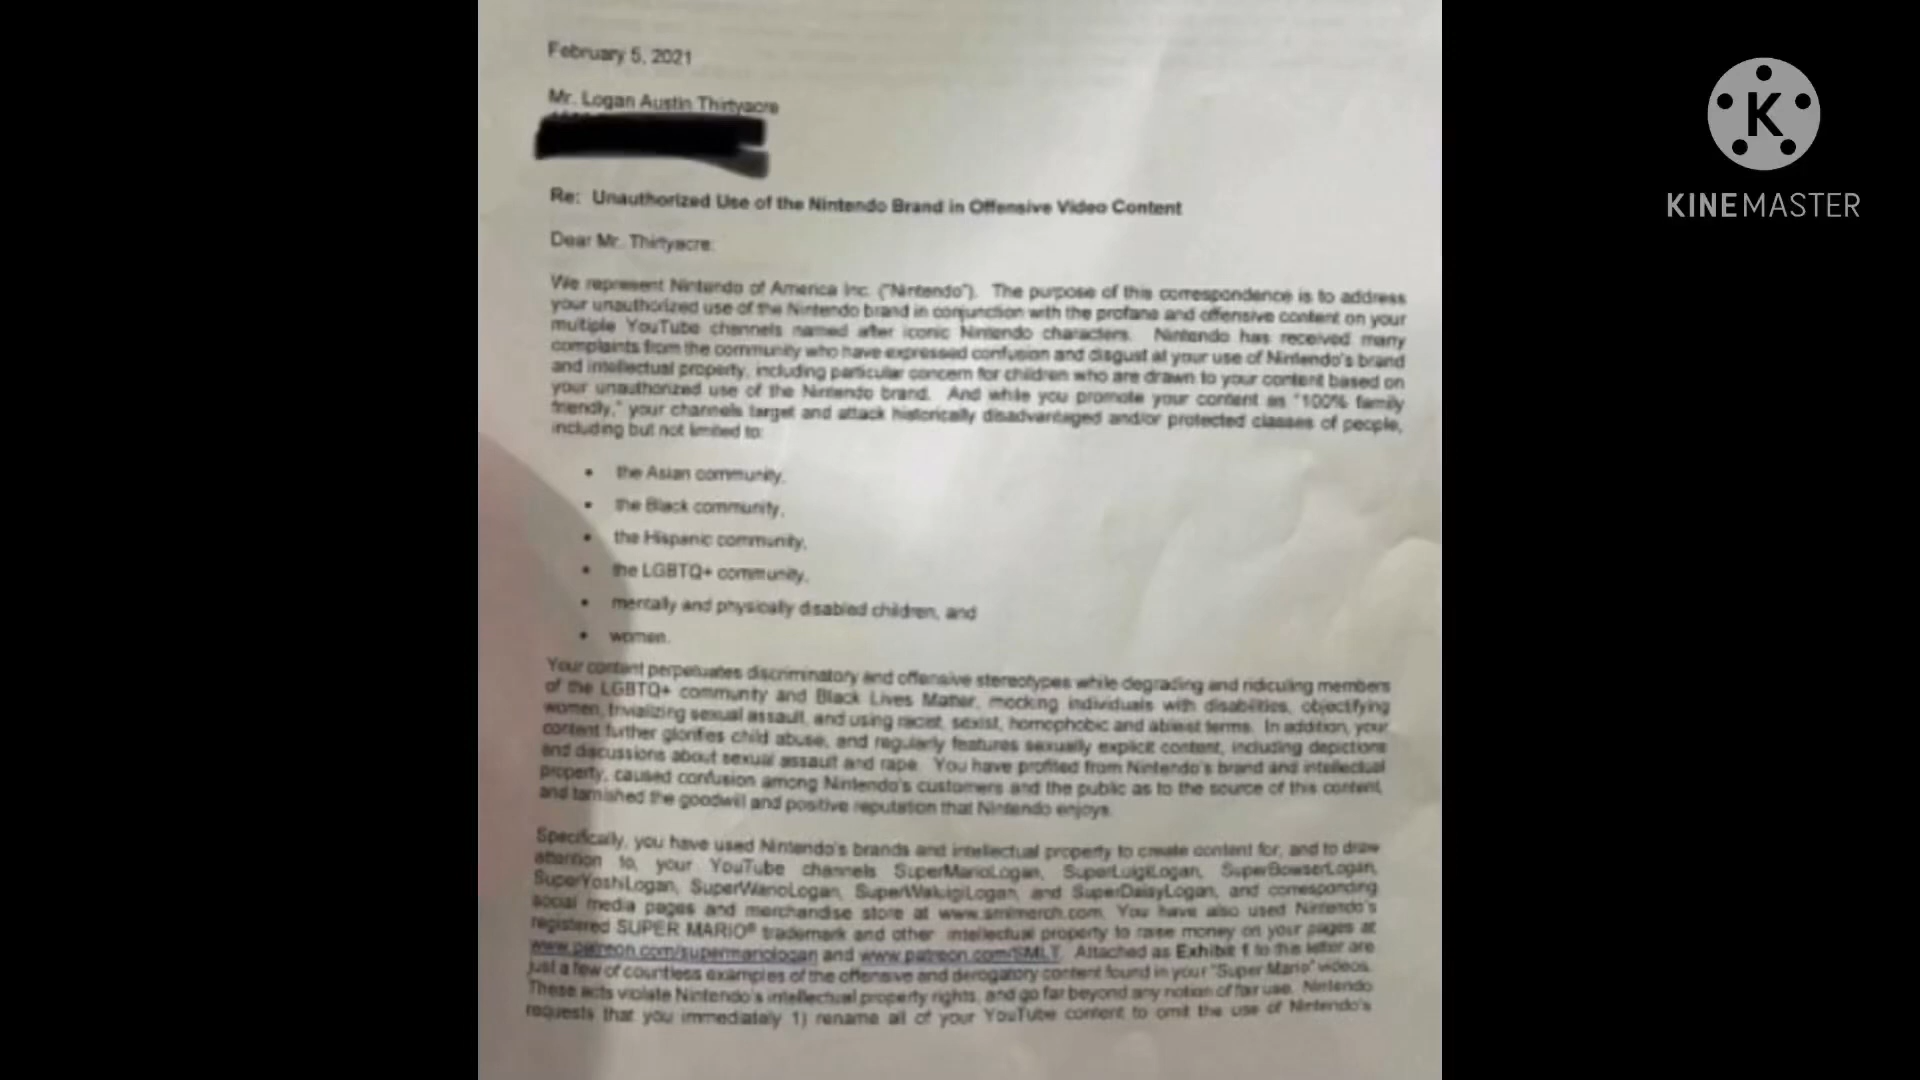 February 5, 2021
Mr. Logan Austin Thirtyacre
Re: Unauthorized Use of the Nintendo Brand in Offensive Video Content
Dear Mr. Thirtyacre:
We represent Nintendo of America Inc. ("Nintendo"). The purpose of this correspondence is to address
your unauthorized use of the Nintendo brand in conjunction with the profane and offensive content on your
multiple YouTube channels named after iconic Nintendo characters. Nintendo has received many
complaints from the community who have expressed confusion and disgust at your use of Nintendo's brand
and intellectual property, including particular concern for children who are drawn to your content based on
your unauthorized use of the Nintendo brand. And while you promote your content as "100% family
friendly," your channels target and attack historically disadvantaged and/or protected classes of people,
including but not limited to:
• the Asian community,
• the Black community,
• the Hispanic community,
• the LGBTQ+ community,
• mentally and physically disabled children, and
• women.
Your content perpetuates discriminatory and offensive stereotypes while degrading and ridiculing members
of the LGBTQ+ community and Black Lives Matter, mocking individuals with disabilities, objectifying
women, trivializing sexual assault, and using racist, sexist, homophobic and ableist terms. In addition, your
content further glorifies child abuse, and regularly features sexually explicit content, including depictions
and discussions about sexual assault and rape. You have profited from Nintendo's brand and intellectual
property, caused confusion among Nintendo's customers and the public as to the source of this content,
and tarnished the goodwill and positive reputation that Nintendo enjoys.
Specifically, you have used Nintendo's brands and intellectual property to create content for, and to draw
attention to, your YouTube channels SuperMarioLogan, SuperLuigiLogan, SuperBowserLogan,
SuperYoshiLogan, SuperWarioLogan, SuperWaluigiLogan, and SuperDaisyLogan, and corresponding
social media pages and merchandise store at www.smlmerch.com. You have also used Nintendo's
registered SUPER MARIO® trademark and other intellectual property to raise money on your pages at
www.patreon.com/supermariologan and www.patreon.com/SMLT. Attached as Exhibit 1 to this letter are
just a few of countless examples of the offensive and derogatory content found in your "Super Mario" videos.
These acts violate Nintendo's intellectual property rights, and go far beyond any notion of fair use. Nintendo
requests that you immediately 1) rename all of your YouTube content to omit the use of Nintendo's
K
KINEMASTER